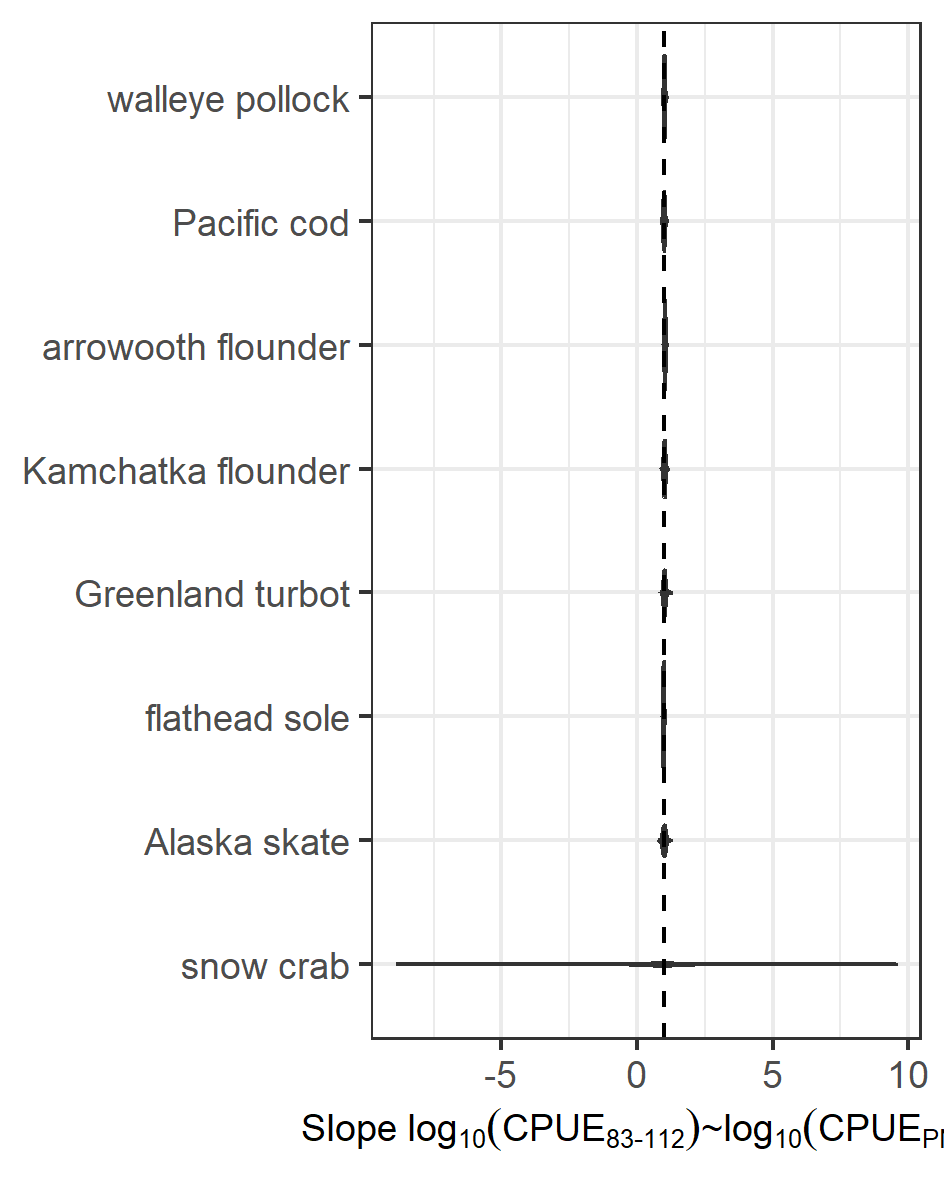 walleye pollock
Pacific cod
arrowooth flounder
Kamchatka flounder
Greenland turbot
flathead sole
Alaska skate
snow crab
-5 0 5 10
Slope log₁₀(CPUE₈₃₋₁₁₂)~log₁₀(CPUE